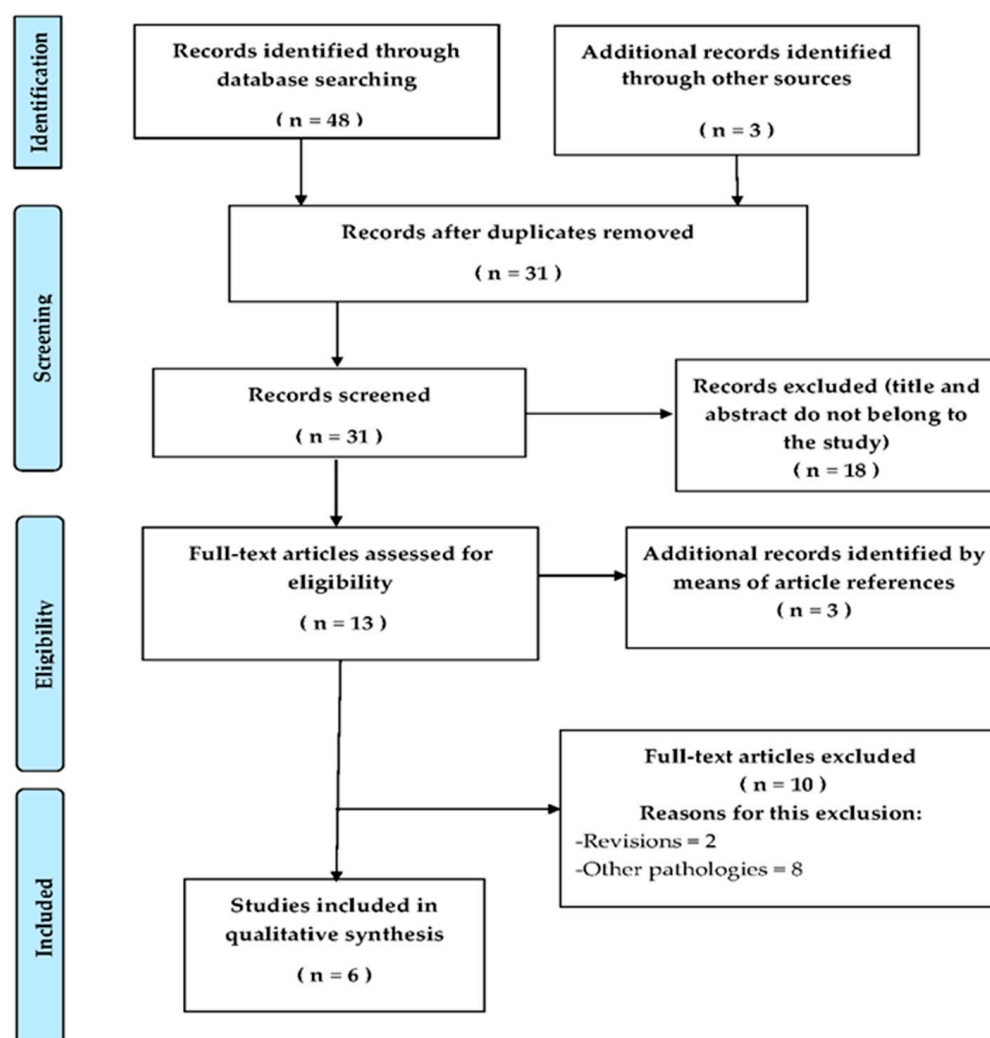 Identification
Records identified through
database searching
( n = 48 )
Additional records identified
through other sources
( n = 3 )
Screening
Records after duplicates removed
( n = 31 )
Records screened
( n = 31 )
Records excluded (title and
abstract do not belong to
the study)
( n = 18 )
Eligibility
Full-text articles assessed for
eligibility
( n = 13 )
Additional records identified by
means of article references
( n = 3 )
Full-text articles excluded
( n = 10 )
Reasons for this exclusion:
-Revisions = 2
-Other pathologies = 8
Included
Studies included in
qualitative synthesis
( n = 6 )